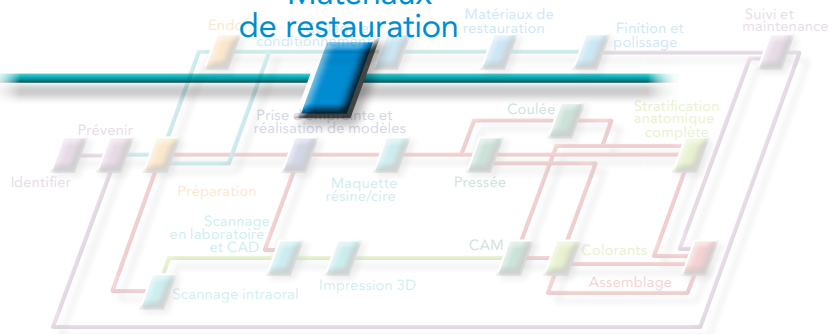 Matériaux
de restauration
Endo
conditionnement
Matériaux de
restauration
Finition et
polissage
Suivi et
maintenance
Prise d'empreinte et
réalisation de modèles
Coulée
Stratification
anatomique
complète
Prévenir
Identifier
Préparation
Maquette
résine/cire
Pressée
Scannage
en laboratoire
et CAD
CAM
Colorants
Scannage intraoral
Impression 3D
Assemblage